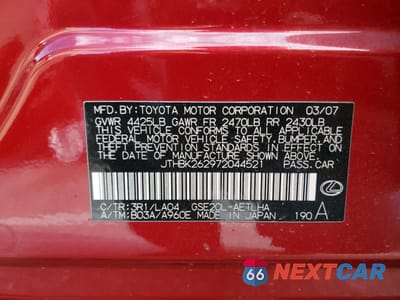 MFD. BY: TOYOTA MOTOR CORPORATION 03/07
GVWR 4425LB GAWR FR 2470LB RR 2430LB
THIS VEHICLE CONFORMS TO ALL APPLICABLE
FEDERAL MOTOR VEHICLE SAFETY, BUMPER, AND
THEFT PREVENTION STANDARDS IN EFFECT ON
THE DATE OF MANUFACTURE SHOWN ABOVE.
JTHBK262972044521 PASS.CAR
C/TR: 3R1/LA04 GSE20L-AETLHA
A/TM: B03A/A960E MADE IN JAPAN 190 A
66 NEXTCAR